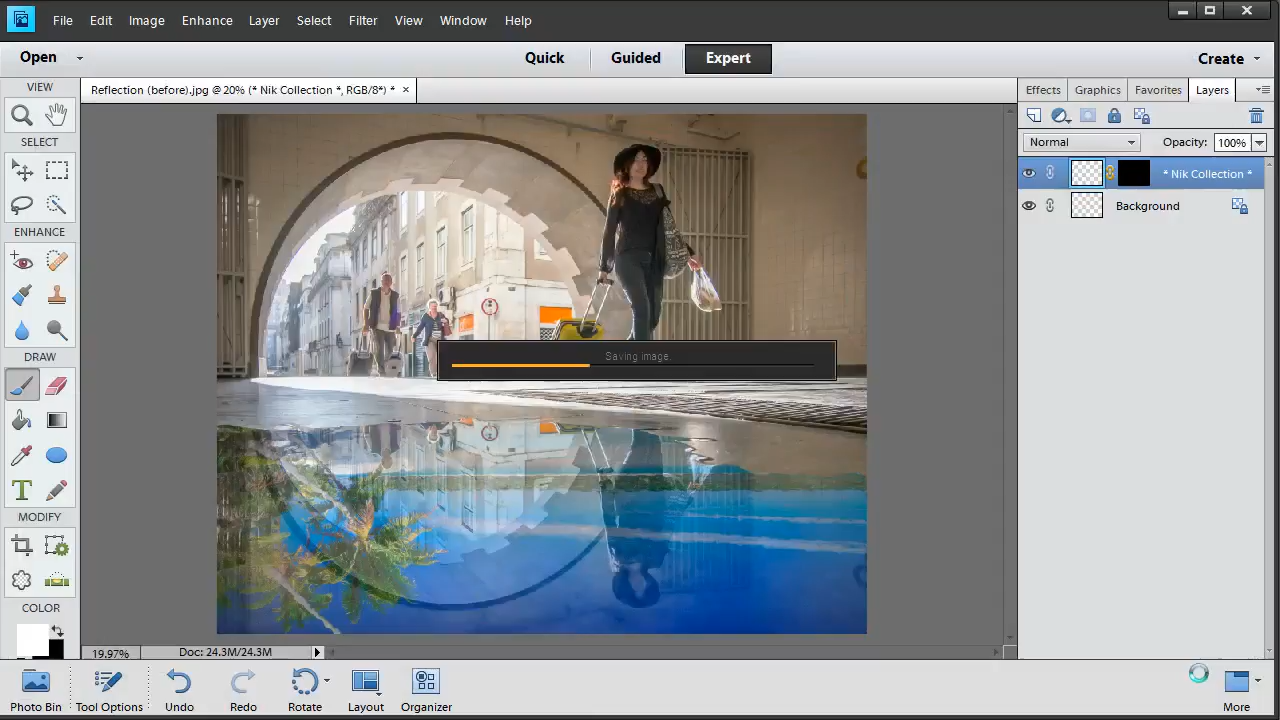 File Edit Image Enhance Layer Select Filter View Window Help
Open Quick Guided Expert Create
VIEW
Reflection (before).jpg @ 20% (* Nik Collection *, RGB/8*) * ×
Effects Graphics Favorites Layers
SELECT
Normal Opacity: 100%
* Nik Collection *
Background
ENHANCE
Saving image
DRAW
T
MODIFY
COLOR
19.97% Doc: 24.3M/24.3M
Photo Bin Tool Options Undo Redo Rotate Layout Organizer More